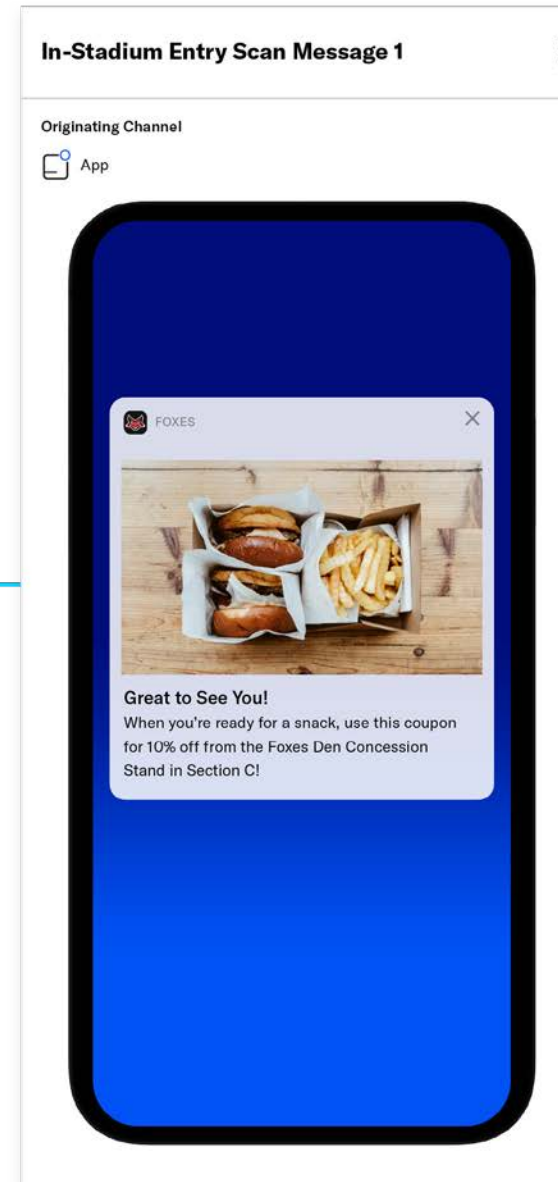 In-Stadium Entry Scan Message 1
Originating Channel
App
FOXES
Great to See You!
When you're ready for a snack, use this coupon
for 10% off from the Foxes Den Concession
Stand in Section C!